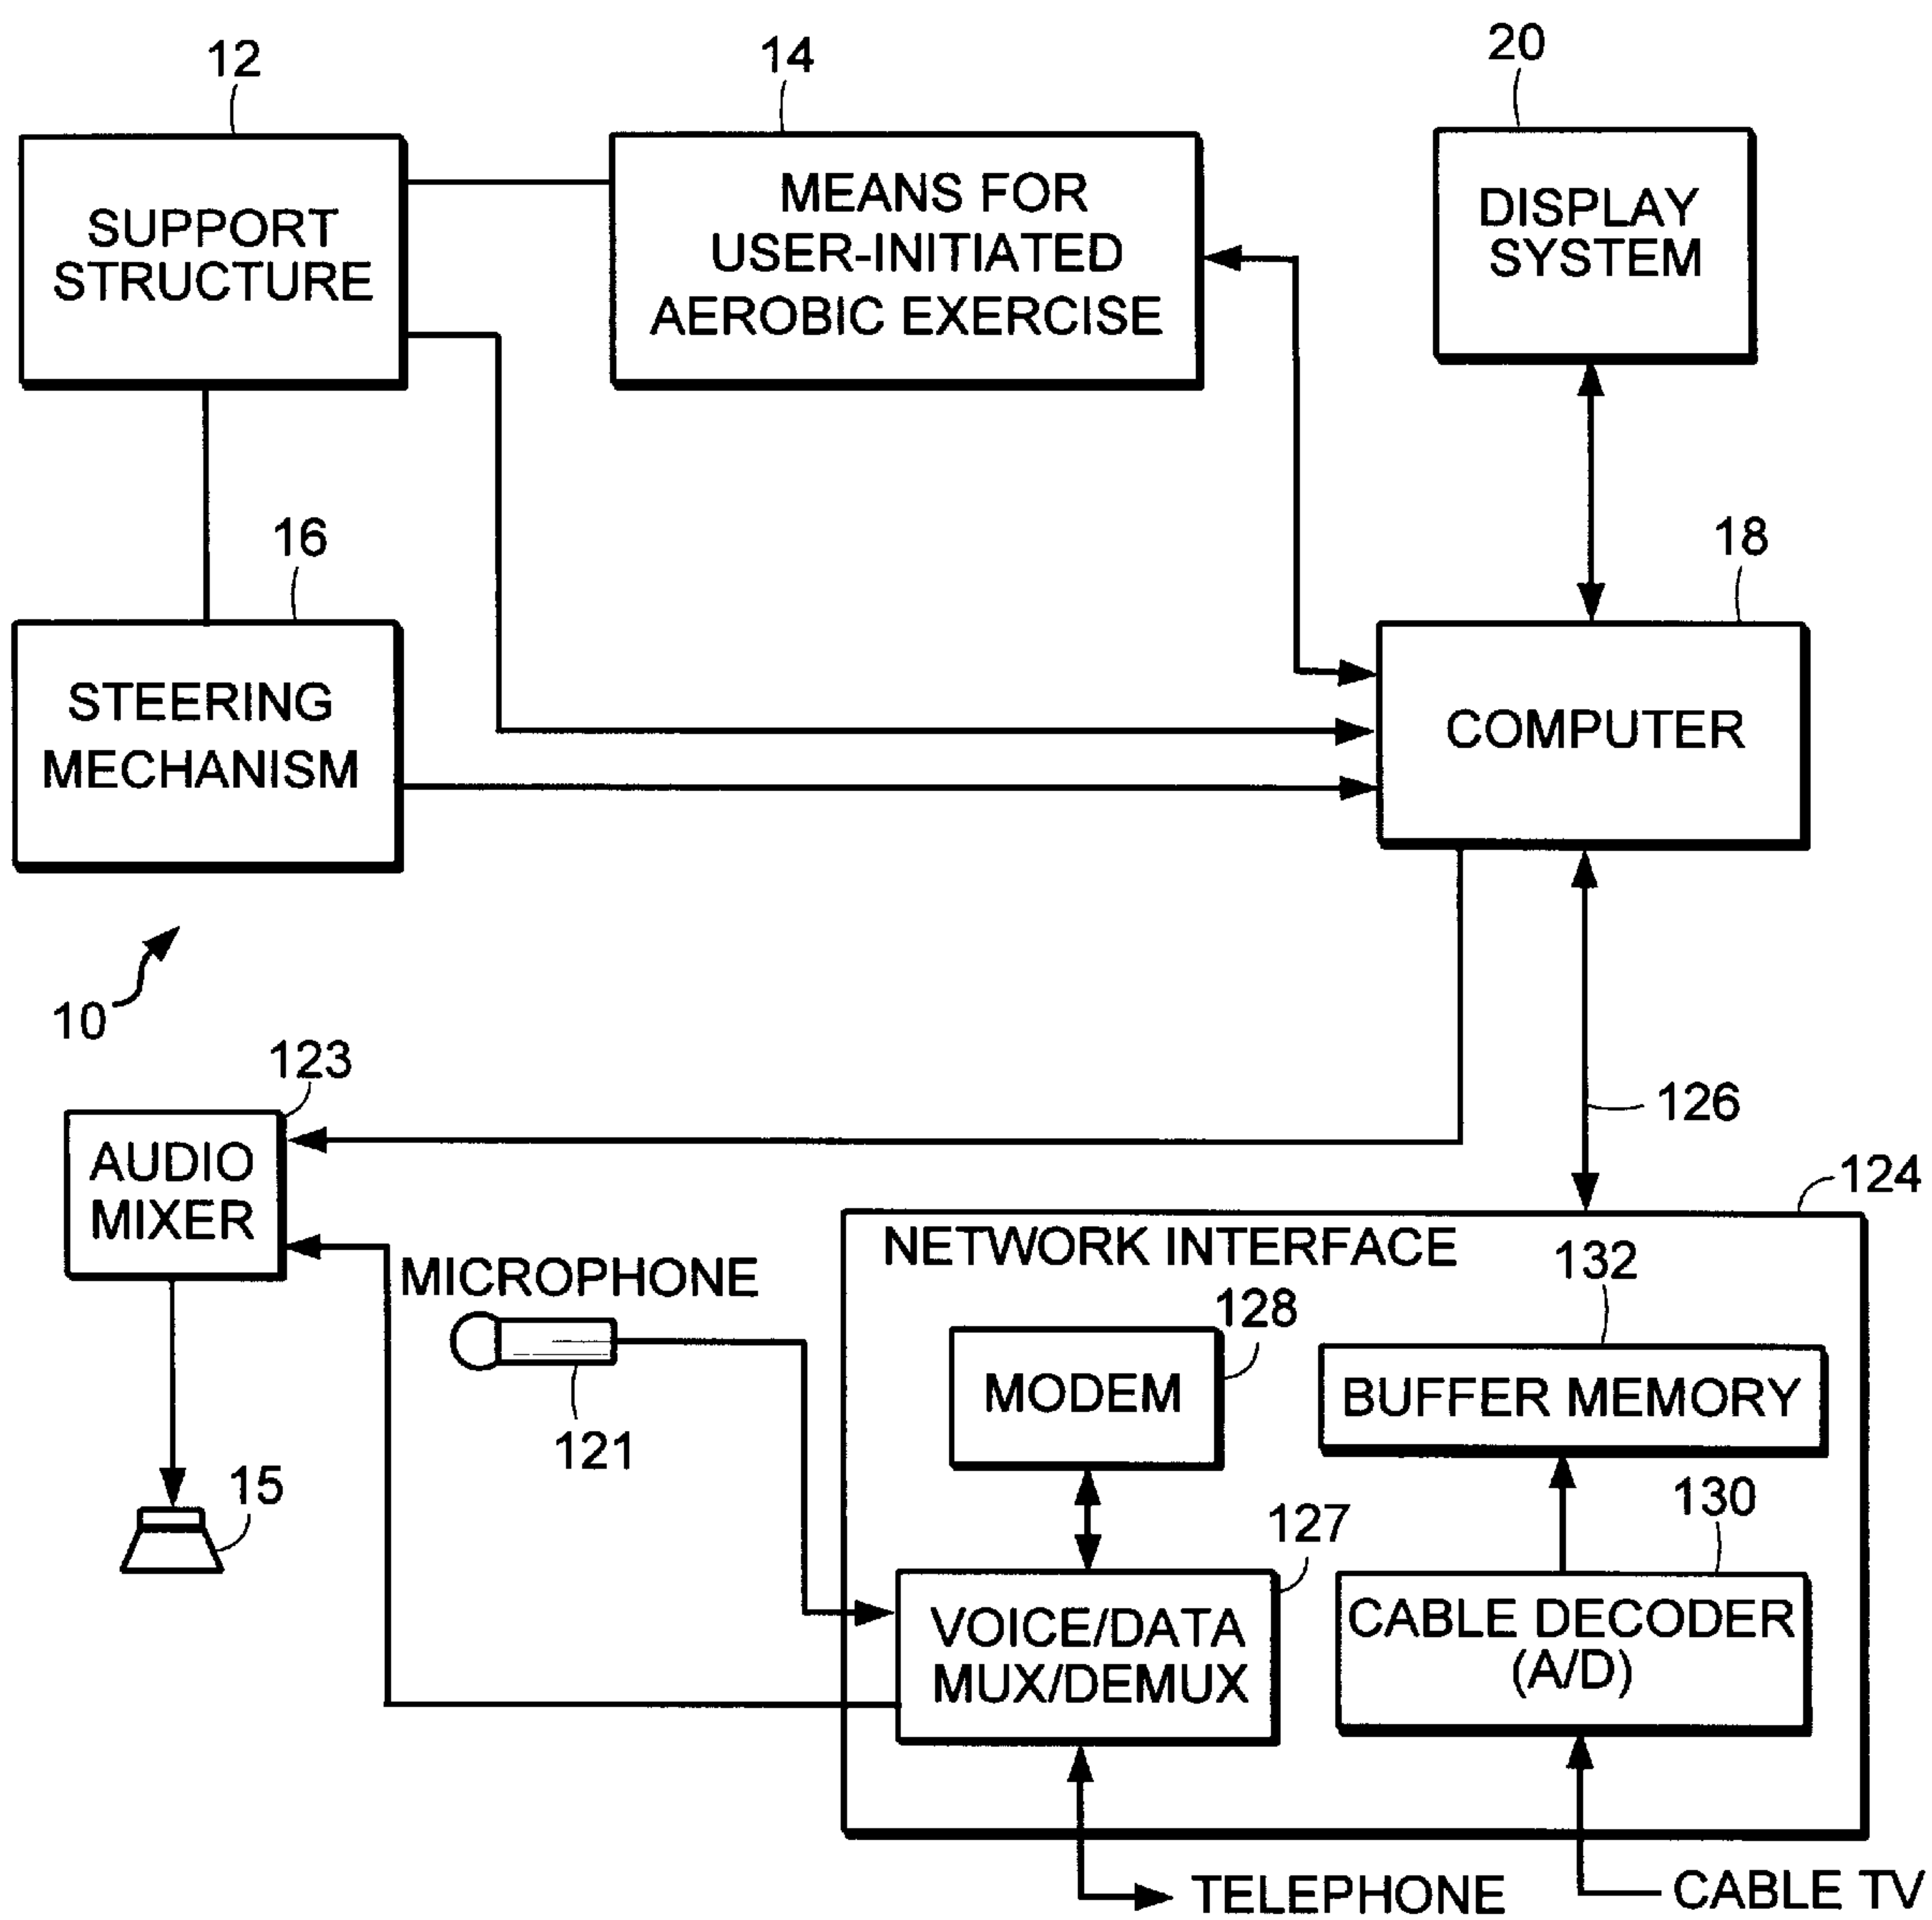 12
14
20
SUPPORT
STRUCTURE
MEANS FOR
USER-INITIATED
AEROBIC EXERCISE
DISPLAY
SYSTEM
16
18
STEERING
MECHANISM
COMPUTER
10
123
126
AUDIO
MIXER
124
NETWORK INTERFACE
MICROPHONE
121
128
132
MODEM
BUFFER MEMORY
15
127
130
VOICE/DATA
MUX/DEMUX
CABLE DECODER
(A/D)
TELEPHONE
CABLE TV